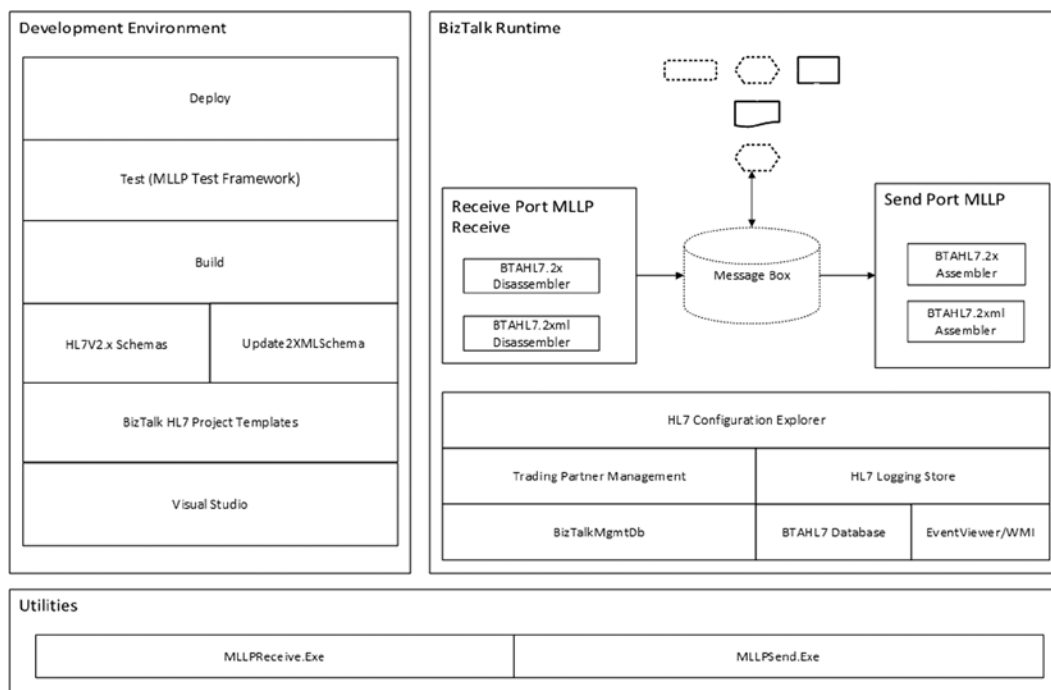 Development Environment
Deploy
Test (MLLP Test Framework)
Build
HL7V2.x Schemas
Update2XMLSchema
BizTalk HL7 Project Templates
Visual Studio
BizTalk Runtime
Receive Port MLLP
Receive
BTAHL7.2x
Disassembler
BTAHL7.2xml
Disassembler
Message Box
Send Port MLLP
BTAHL7.2x
Assembler
BTAHL7.2xml
Assembler
HL7 Configuration Explorer
Trading Partner Management
HL7 Logging Store
BizTalkMgmtDb
BTAHL7 Database
EventViewer/WMI
Utilities
MLLPReceive.Exe
MLLPSend.Exe